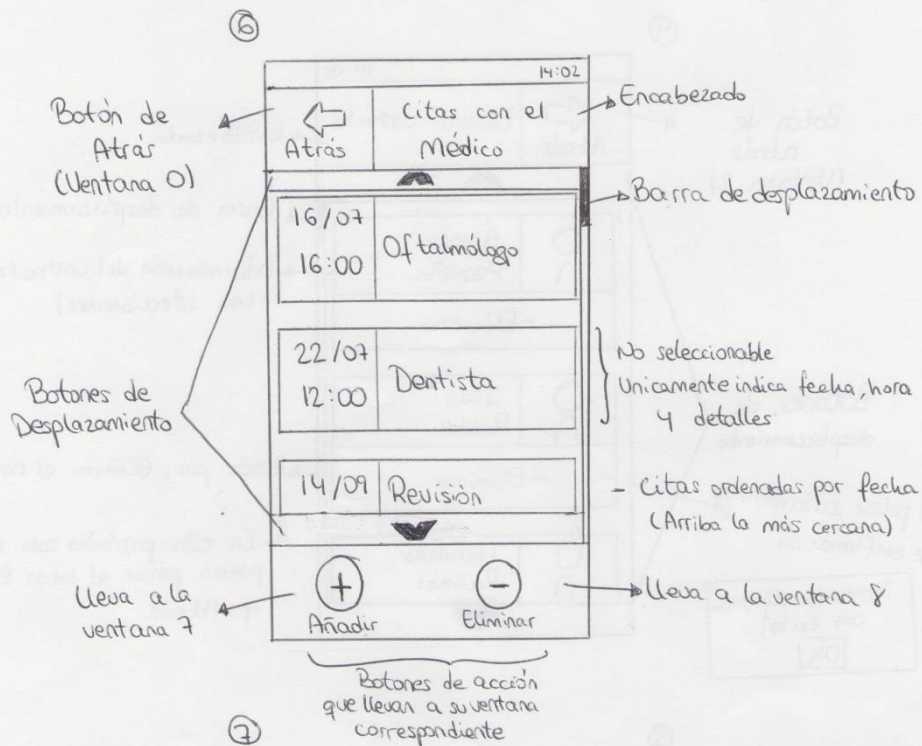 6
14:02
Botón de
Atrás
(Ventana 0)
Atrás
Citas con el
Médico
Encabezado
Barra de desplazamiento
16/07
16:00
Oftalmólogo
22/07
12:00
Dentista
No seleccionable
Unicamente indica fecha, hora
y detalles
Botones de
Desplazamiento
14/09
Revisión
- Citas ordenadas por fecha
(Arriba la más cercana)
Lleva a la
ventana 7
+
Añadir
-
Eliminar
Lleva a la ventana 8
Botones de acción
que llevan a su ventana
correspondiente
7